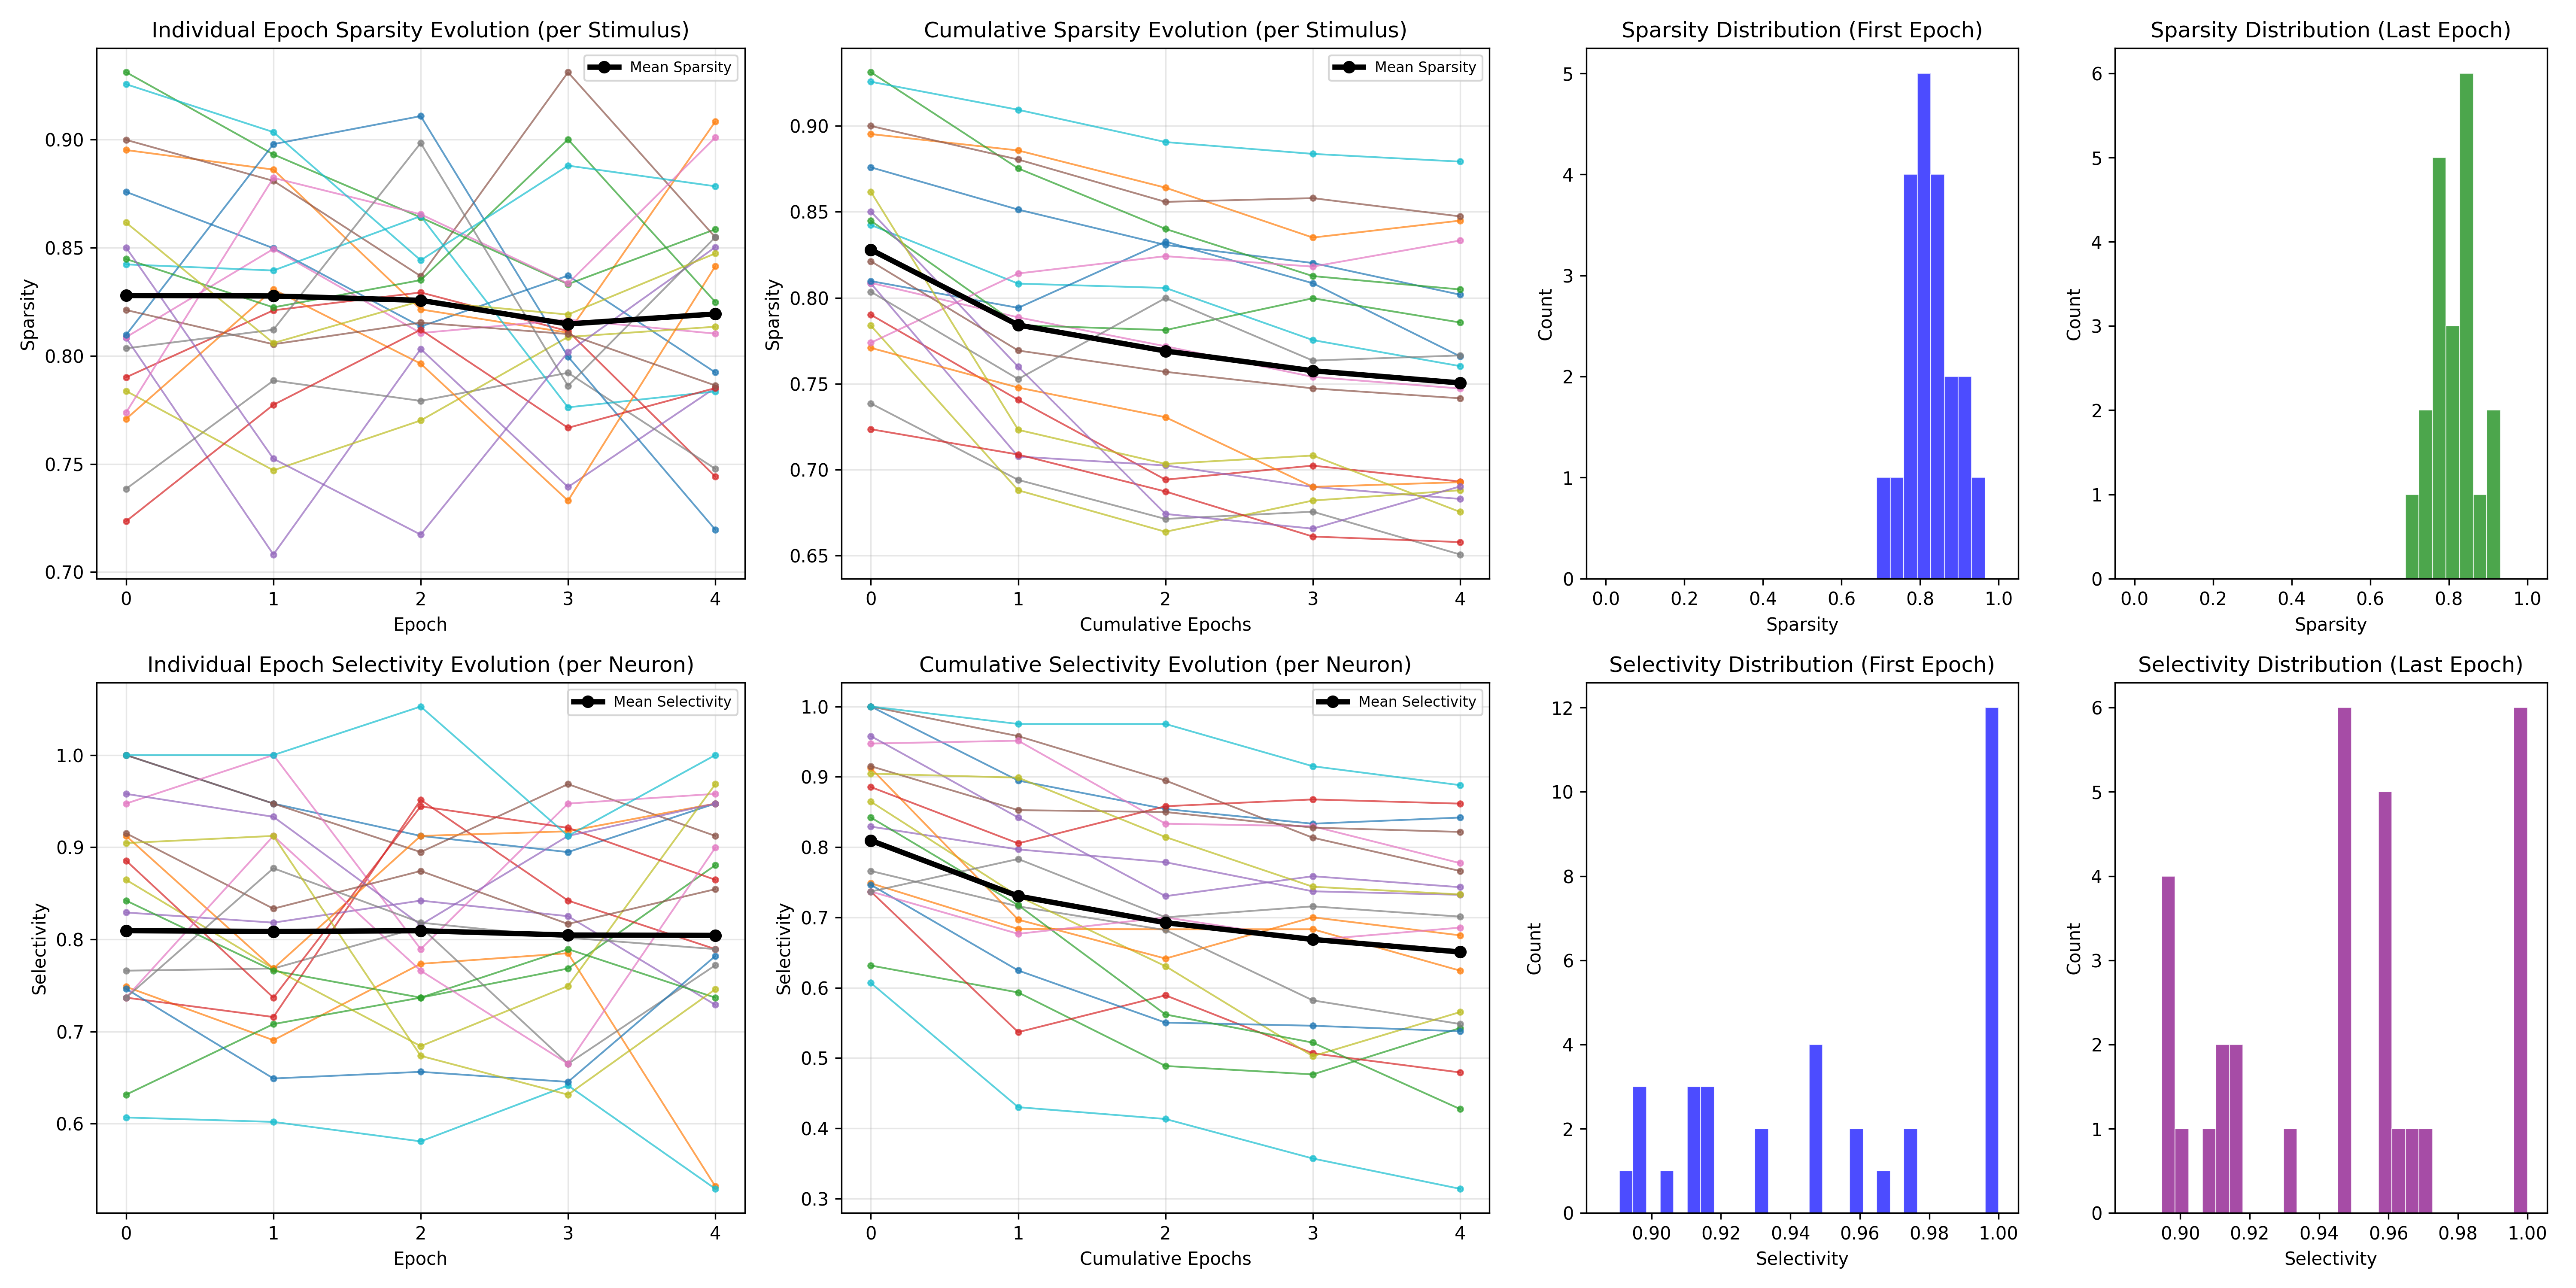 Individual Epoch Sparsity Evolution (per Stimulus)
Mean Sparsity
Sparsity
0.90
0.85
0.80
0.75
0.70
0 1 2 3 4
Epoch
Cumulative Sparsity Evolution (per Stimulus)
Mean Sparsity
Sparsity
0.90
0.85
0.80
0.75
0.70
0.65
0 1 2 3 4
Cumulative Epochs
Sparsity Distribution (First Epoch)
Count
5
4
3
2
1
0
0.0 0.2 0.4 0.6 0.8 1.0
Sparsity
Sparsity Distribution (Last Epoch)
Count
6
5
4
3
2
1
0
0.0 0.2 0.4 0.6 0.8 1.0
Sparsity
Individual Epoch Selectivity Evolution (per Neuron)
Mean Selectivity
Selectivity
1.0
0.9
0.8
0.7
0.6
0 1 2 3 4
Epoch
Cumulative Selectivity Evolution (per Neuron)
Mean Selectivity
Selectivity
1.0
0.9
0.8
0.7
0.6
0.5
0.4
0.3
0 1 2 3 4
Cumulative Epochs
Selectivity Distribution (First Epoch)
Count
12
10
8
6
4
2
0
0.90 0.92 0.94 0.96 0.98 1.00
Selectivity
Selectivity Distribution (Last Epoch)
Count
6
5
4
3
2
1
0
0.90 0.92 0.94 0.96 0.98 1.00
Selectivity